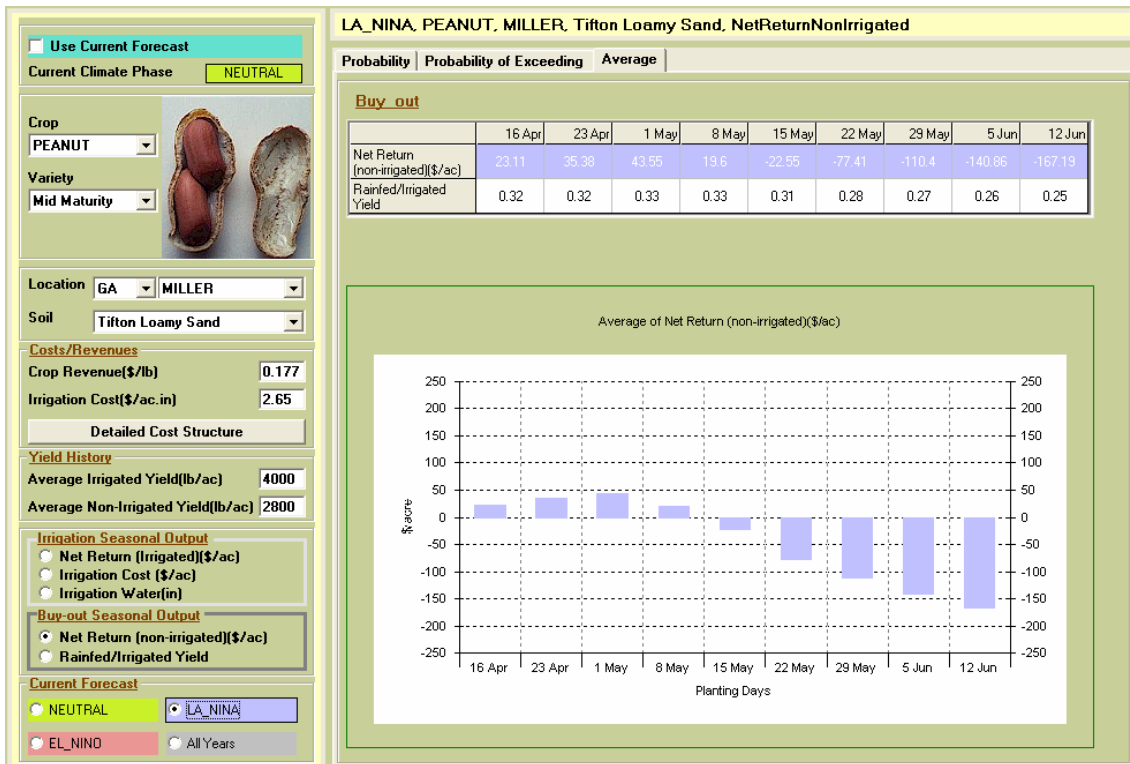 LA_NINA, PEANUT, MILLER, Tifton Loamy Sand, NetReturnNonIrrigated
Use Current Forecast
Current Climate Phase NEUTRAL
Crop
PEANUT
Variety
Mid Maturity
Location GA MILLER
Soil Tifton Loamy Sand
Costs/Revenues
Crop Revenue($/lb) 0.177
Irrigation Cost($/ac.in) 2.65
Detailed Cost Structure
Yield History
Average Irrigated Yield(lb/ac) 4000
Average Non-Irrigated Yield(lb/ac) 2800
Irrigation Seasonal Output
Net Return (Irrigated)($/ac)
Irrigation Cost ($/ac)
Irrigation Water(in)
Buy-out Seasonal Output
Net Return (non-irrigated)($/ac)
Rainfed/Irrigated Yield
Current Forecast
NEUTRAL LA_NINA
EL_NINO All Years
Probability Probability of Exceeding Average
Buy_out
16 Apr 23 Apr 1 May 8 May 15 May 22 May 29 May 5 Jun 12 Jun
Net Return
(non-irrigated)($/ac) 23.11 35.38 43.55 19.6 -22.55 -77.41 -110.4 -140.86 -167.19
Rainfed/Irrigated
Yield 0.32 0.32 0.33 0.33 0.31 0.28 0.27 0.26 0.25
Average of Net Return (non-irrigated)($/ac)
250 250
200 200
150 150
100 100
50 50
0 0
-50 -50
-100 -100
-150 -150
-200 -200
-250 -250
$/acre
16 Apr 23 Apr 1 May 8 May 15 May 22 May 29 May 5 Jun 12 Jun
Planting Days